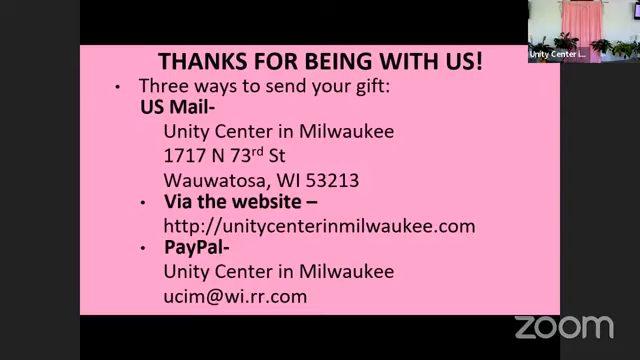 THANKS FOR BEING WITH US!
• Three ways to send your gift:
US Mail-
Unity Center in Milwaukee
1717 N 73rd St
Wauwatosa, WI 53213
• Via the website –
http://unitycenterinmilwaukee.com
• PayPal-
Unity Center in Milwaukee
ucim@wi.rr.com
Unity Center i...
zoom